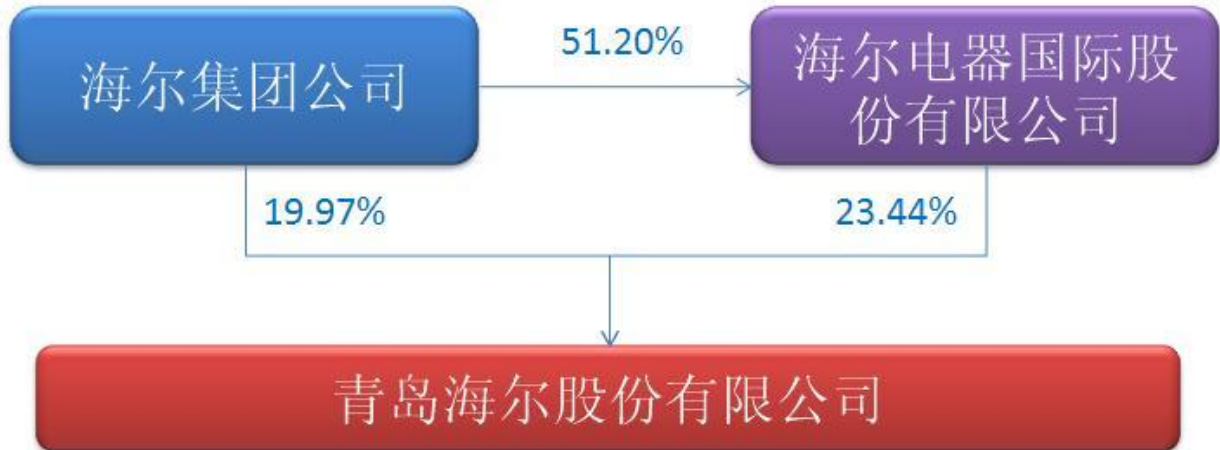 海尔集团公司
51.20%
海尔电器国际股
份有限公司
19.97%
23.44%
青岛海尔股份有限公司